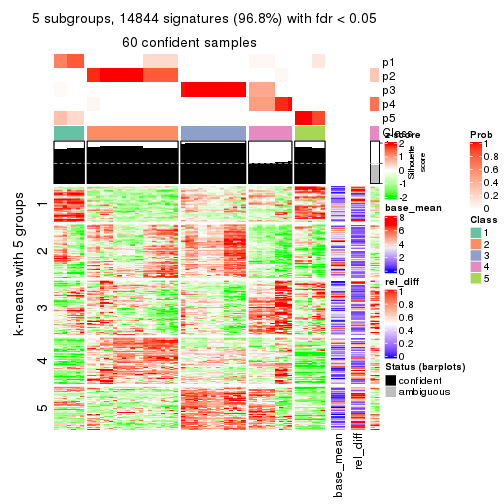 5 subgroups, 14844 signatures (96.8%) with fdr < 0.05
60 confident samples
p1
p2
p3
p4
p5
Class
Silhouette
score
k-means with 5 groups
1
2
3
4
5
base_mean
rel_diff
z-score
2
1
0
-1
-2
base_mean
8
6
4
2
0
rel_diff
1
0.8
0.6
0.4
0.2
0
Status (barplots)
confident
ambiguous
Prob
1
0.8
0.6
0.4
0.2
0
Class
1
2
3
4
5